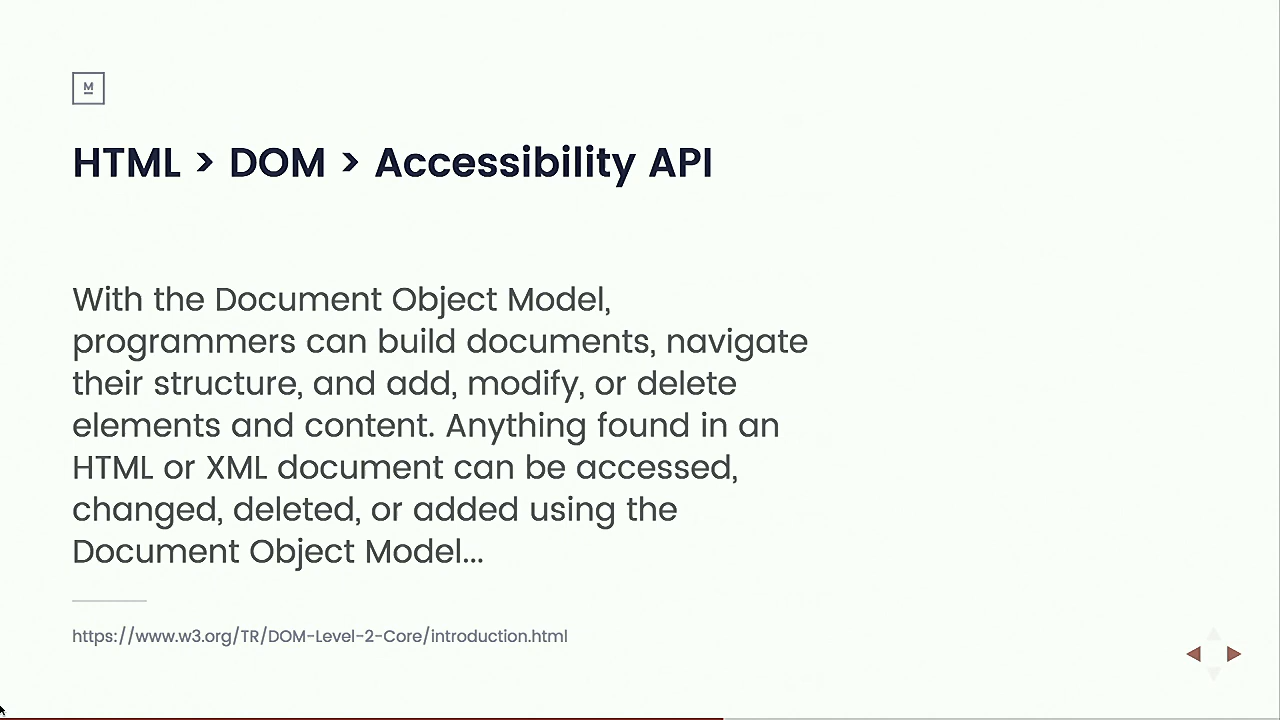 M
HTML > DOM > Accessibility API
With the Document Object Model,
programmers can build documents, navigate
their structure, and add, modify, or delete
elements and content. Anything found in an
HTML or XML document can be accessed,
changed, deleted, or added using the
Document Object Model...
https://www.w3.org/TR/DOM-Level-2-Core/introduction.html